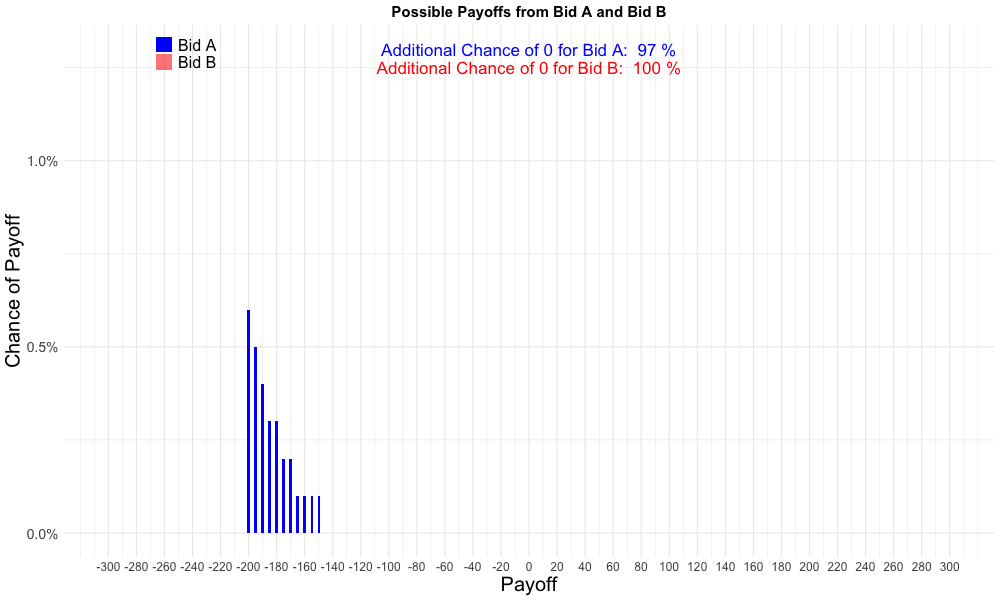 Possible Payoffs from Bid A and Bid B
Bid A
Bid B
Additional Chance of 0 for Bid A:  97 %
Additional Chance of 0 for Bid B:  100 %
Chance of Payoff
1.0%
0.5%
0.0%
-300 -280 -260 -240 -220 -200 -180 -160 -140 -120 -100 -80 -60 -40 -20 0 20 40 60 80 100 120 140 160 180 200 220 240 260 280 300
Payoff